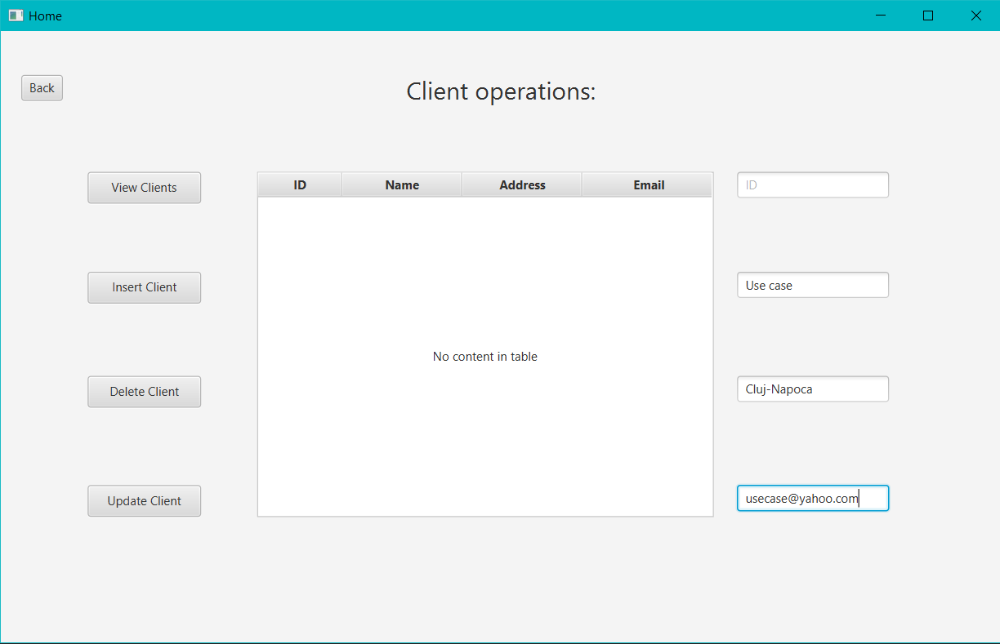 Home
Back
Client operations:
View Clients
ID Name Address Email
ID
Insert Client
Use case
No content in table
Delete Client
Cluj-Napoca
Update Client
usecase@yahoo.com